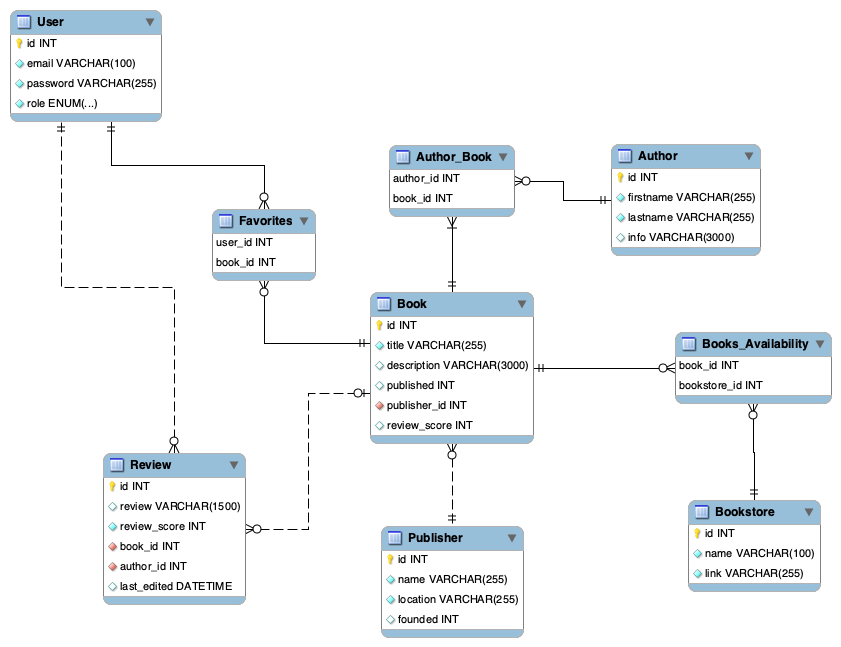 User
id INT
email VARCHAR(100)
password VARCHAR(255)
role ENUM(...)
Author_Book
author_id INT
book_id INT
Author
id INT
firstname VARCHAR(255)
lastname VARCHAR(255)
info VARCHAR(3000)
Favorites
user_id INT
book_id INT
Book
id INT
title VARCHAR(255)
description VARCHAR(3000)
published INT
publisher_id INT
review_score INT
Books_Availability
book_id INT
bookstore_id INT
Review
id INT
review VARCHAR(1500)
review_score INT
book_id INT
author_id INT
last_edited DATETIME
Publisher
id INT
name VARCHAR(255)
location VARCHAR(255)
founded INT
Bookstore
id INT
name VARCHAR(100)
link VARCHAR(255)